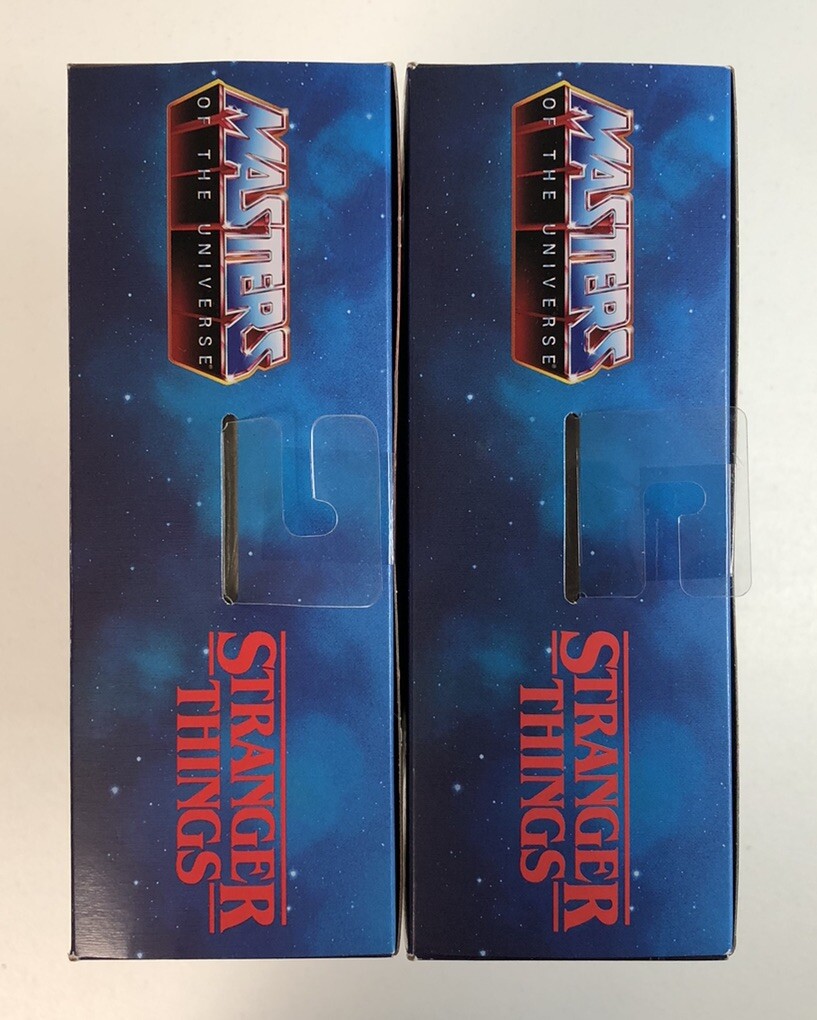 MASTERS
OF THE UNIVERSE®
STRANGER
THINGS
MASTERS
OF THE UNIVERSE®
STRANGER
THINGS